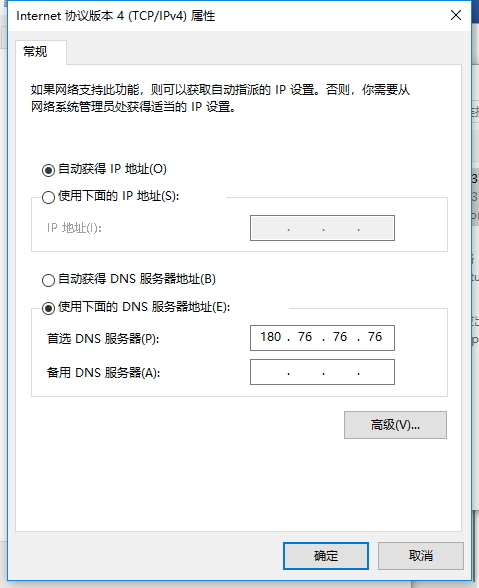 Internet 协议版本 4 (TCP/IPv4) 属性
常规
如果网络支持此功能，则可以获取自动指派的 IP 设置。否则，你需要从
网络系统管理员处获得适当的 IP 设置。
自动获得 IP 地址(O)
使用下面的 IP 地址(S):
IP 地址(I):
. . .
自动获得 DNS 服务器地址(B)
使用下面的 DNS 服务器地址(E):
首选 DNS 服务器(P):
180 . 76 . 76 . 76
备用 DNS 服务器(A):
. . .
高级(V)...
确定
取消